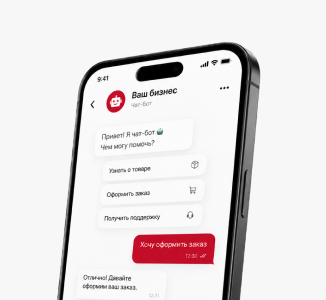 9:41
Ваш бизнес
Чат-бот
Привет! Я чат-бот
Чем могу помочь?
Узнать о товаре
Оформить заказ
Получить поддержку
Хочу оформить заказ
12:30
Отлично! Давайте
оформим ваш заказ.
12:31